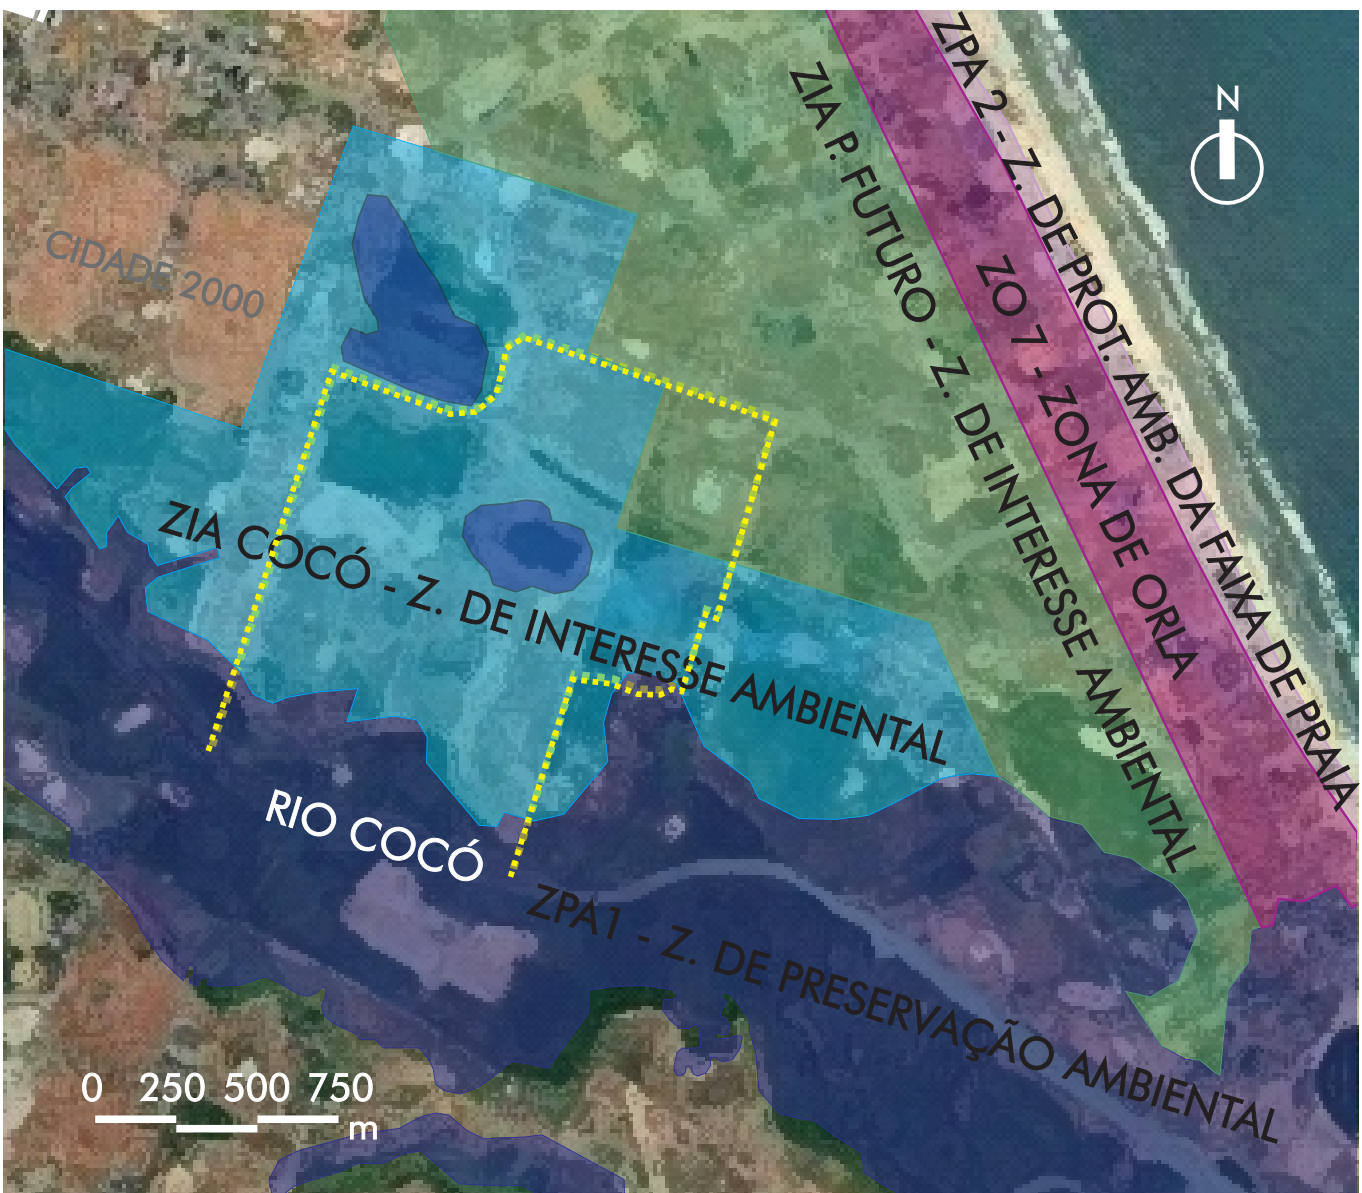 ZPA 2 - Z. DE PROT. AMB. DA FAIXA DE PRAIA
N
ZIA P. FUTURO - Z. DE INTERESSE AMBIENTAL
ZO 7 - ZONA DE ORLA
CIDADE 2000
ZIA COCÓ - Z. DE INTERESSE AMBIENTAL
RIO COCÓ
ZPA1 - Z. DE PRESERVAÇÃO AMBIENTAL
0 250 500 750
m